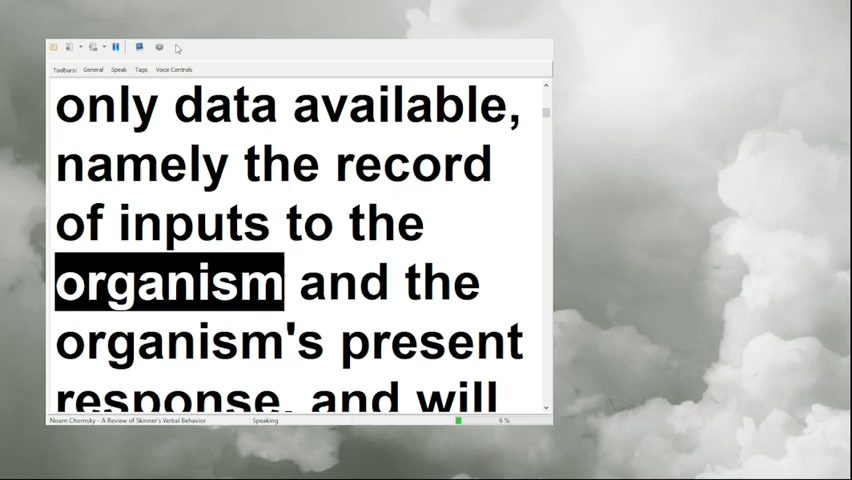 Toolbars: General Speak Tags Voice Controls
only data available,
namely the record
of inputs to the
organism and the
organism's present
response, and will
Noam Chomsky - A Review of Skinner's Verbal Behavior Speaking 6 %